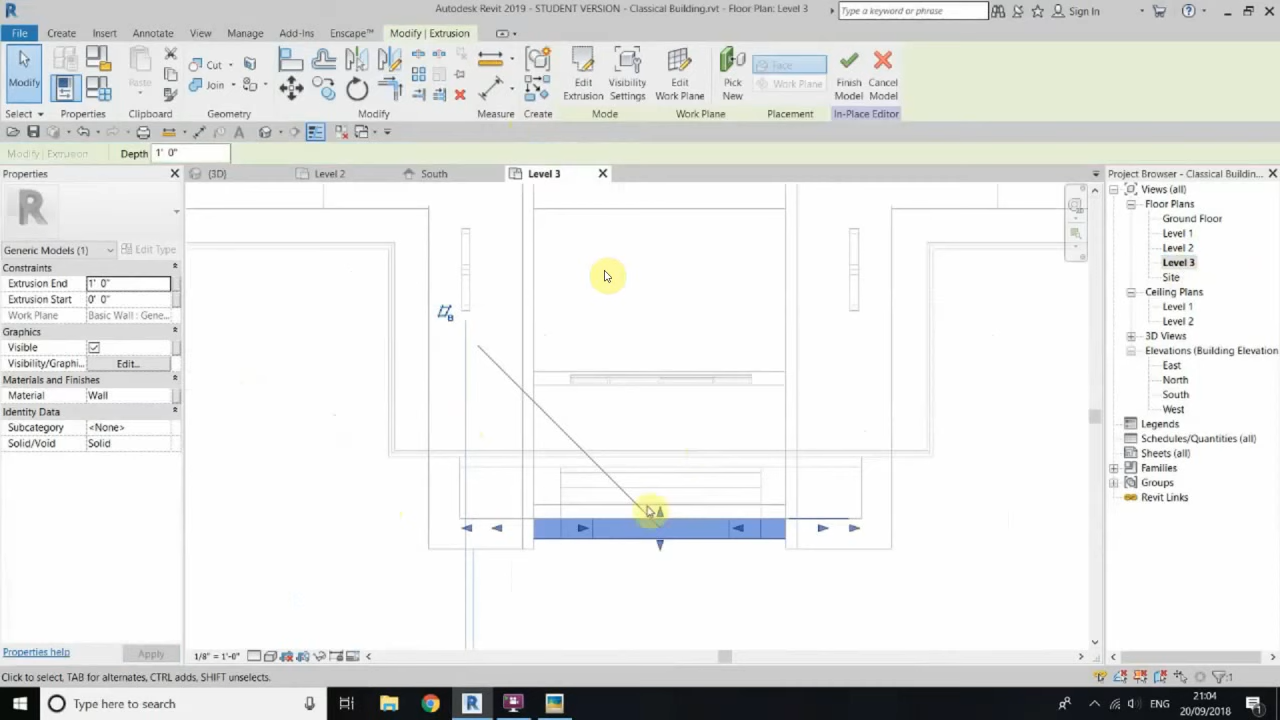 Autodesk Revit 2019 - STUDENT VERSION - Classical Building.rvt - Floor Plan: Level 3
Type a keyword or phrase
Sign In
File Create Insert Annotate View Manage Add-Ins Enscape™ Modify | Extrusion
Modify
Paste
Cut
Join
Edit Extrusion
Visibility Settings
Edit Work Plane
Pick New
Face
Work Plane
Finish Model
Cancel Model
Select Properties Clipboard Geometry Modify Measure Create Mode Work Plane Placement In-Place Editor
Modify | Extrusion Depth 1' 0"
Properties
(3D) Level 2 South Level 3
Project Browser - Classical Buildin...
Generic Models (1) Edit Type
Constraints
Extrusion End 1' 0"
Extrusion Start 0' 0"
Work Plane Basic Wall : Gene...
Graphics
Visible
Visibility/Graphi... Edit...
Materials and Finishes
Material Wall
Identity Data
Subcategory <None>
Solid/Void Solid
Properties help Apply
Views (all)
Floor Plans
Ground Floor
Level 1
Level 2
Level 3
Site
Ceiling Plans
Level 1
Level 2
3D Views
Elevations (Building Elevation
East
North
South
West
Legends
Schedules/Quantities (all)
Sheets (all)
Families
Groups
Revit Links
1/8" = 1'-0"
Click to select, TAB for alternates, CTRL adds, SHIFT unselects.
:1
Type here to search
ENG
21:04
20/09/2018